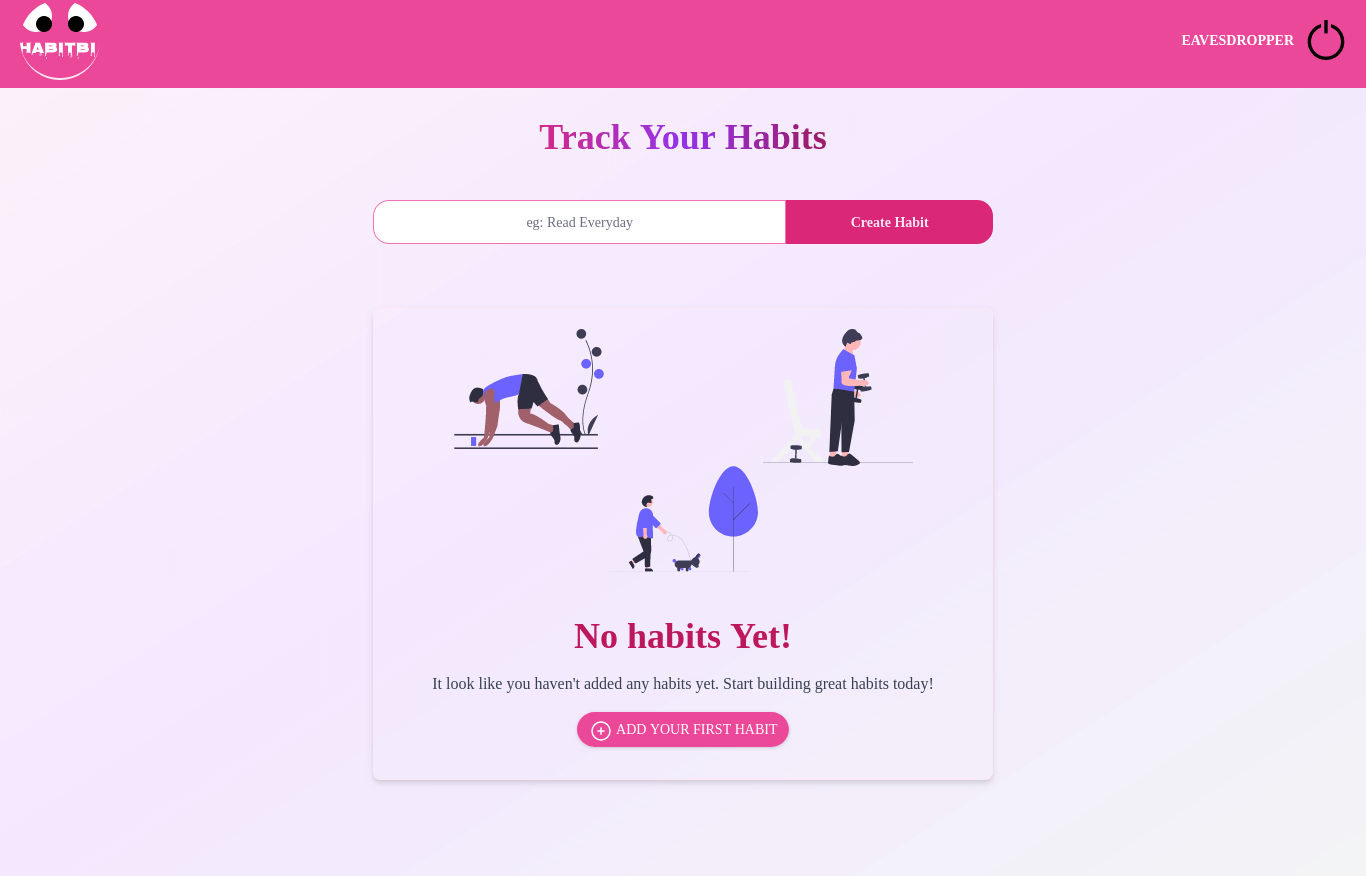 HABITBI
EAVESDROPPER
Track Your Habits
eg: Read Everyday
Create Habit
No habits Yet!
It look like you haven't added any habits yet. Start building great habits today!
ADD YOUR FIRST HABIT